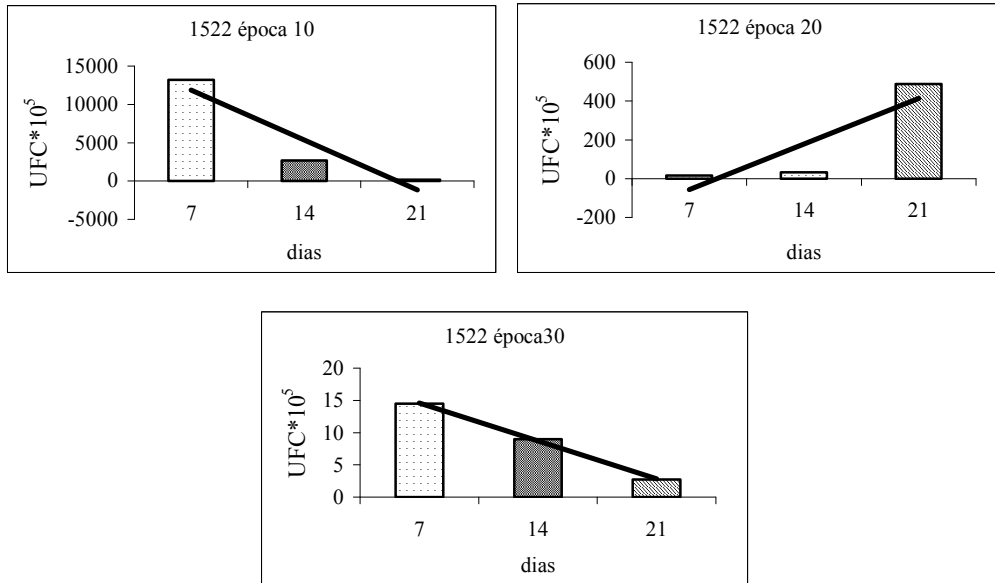 1522 época 10
15000
10000
5000
0
-5000
UFC*10^5
7 14 21
dias
1522 época 20
600
400
200
0
-200
UFC*10^5
7 14 21
dias
1522 época30
20
15
10
5
0
UFC*10^5
7 14 21
dias